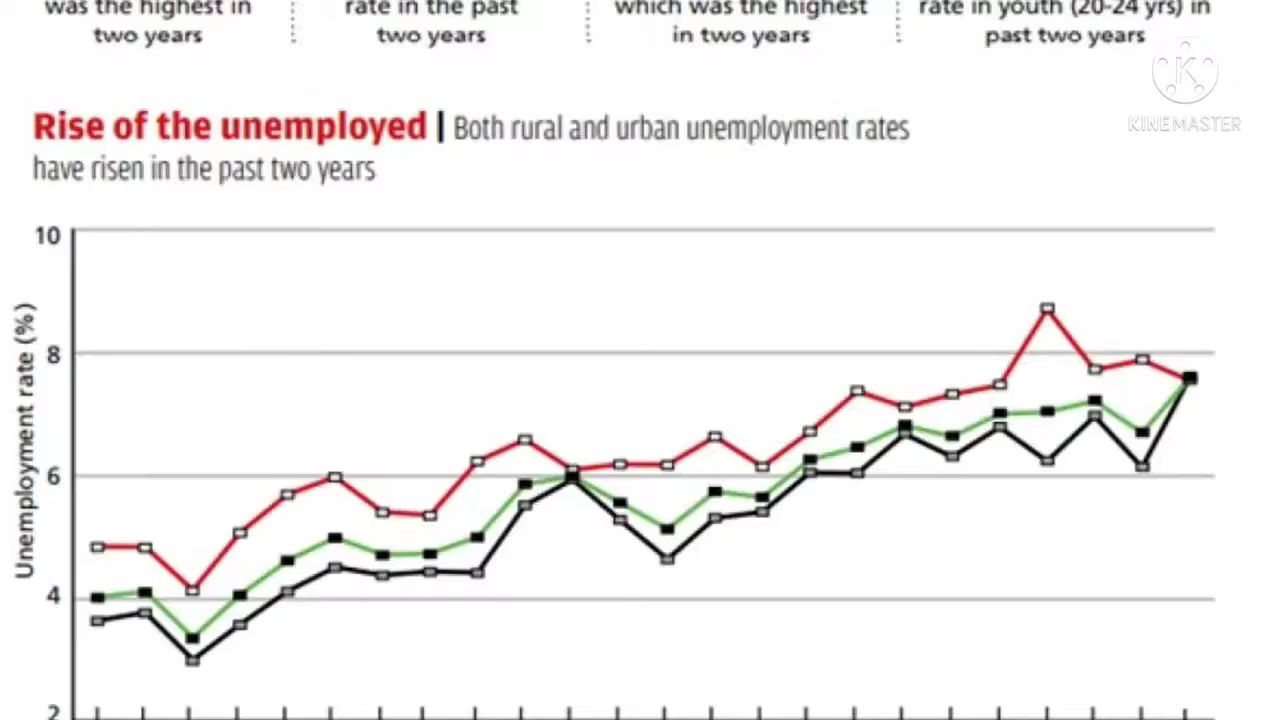 was the highest in
two years
rate in the past
two years
which was the highest
in two years
rate in youth (20-24 yrs) in
past two years
KINEMASTER
Rise of the unemployed | Both rural and urban unemployment rates
have risen in the past two years
Unemployment rate (%)
10
8
6
4
2